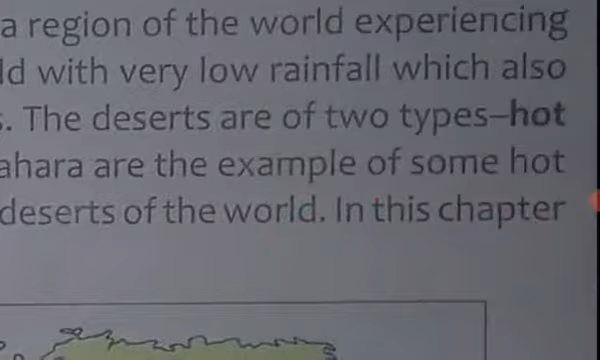 a region of the world experiencing
ld with very low rainfall which also
s. The deserts are of two types–hot
ahara are the example of some hot
deserts of the world. In this chapter